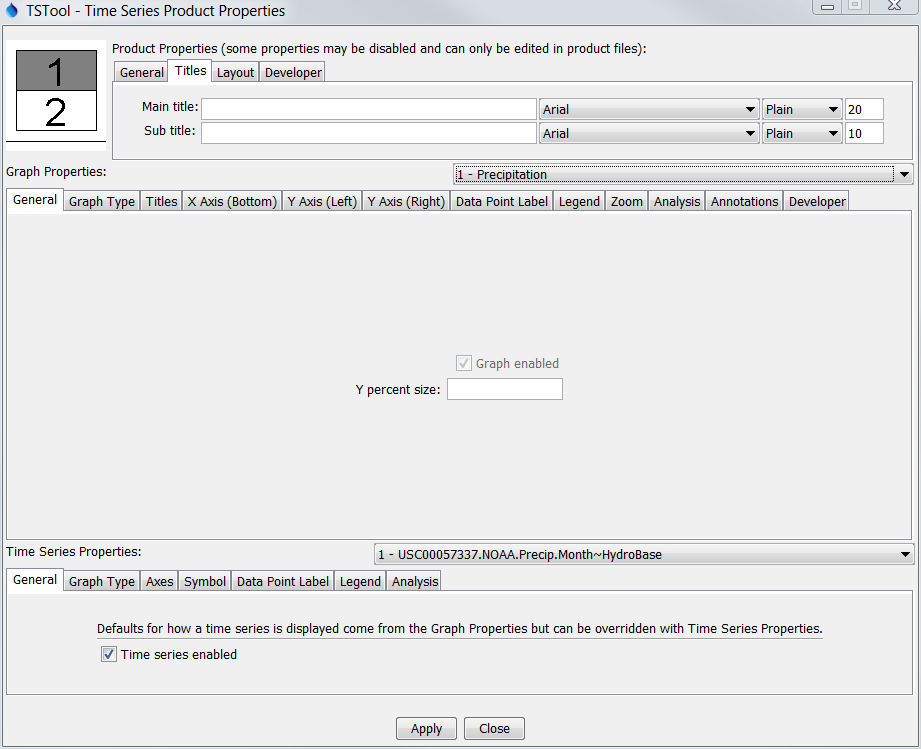 TSTool - Time Series Product Properties
1
2
Product Properties (some properties may be disabled and can only be edited in product files):
General Titles Layout Developer
Main title: Arial Plain 20
Sub title: Arial Plain 10
Graph Properties: 1 - Precipitation
General Graph Type Titles X Axis (Bottom) Y Axis (Left) Y Axis (Right) Data Point Label Legend Zoom Analysis Annotations Developer
Graph enabled
Y percent size:
Time Series Properties: 1 - USC00057337.NOAA.Precip.Month~HydroBase
General Graph Type Axes Symbol Data Point Label Legend Analysis
Defaults for how a time series is displayed come from the Graph Properties but can be overridden with Time Series Properties.
Time series enabled
Apply Close